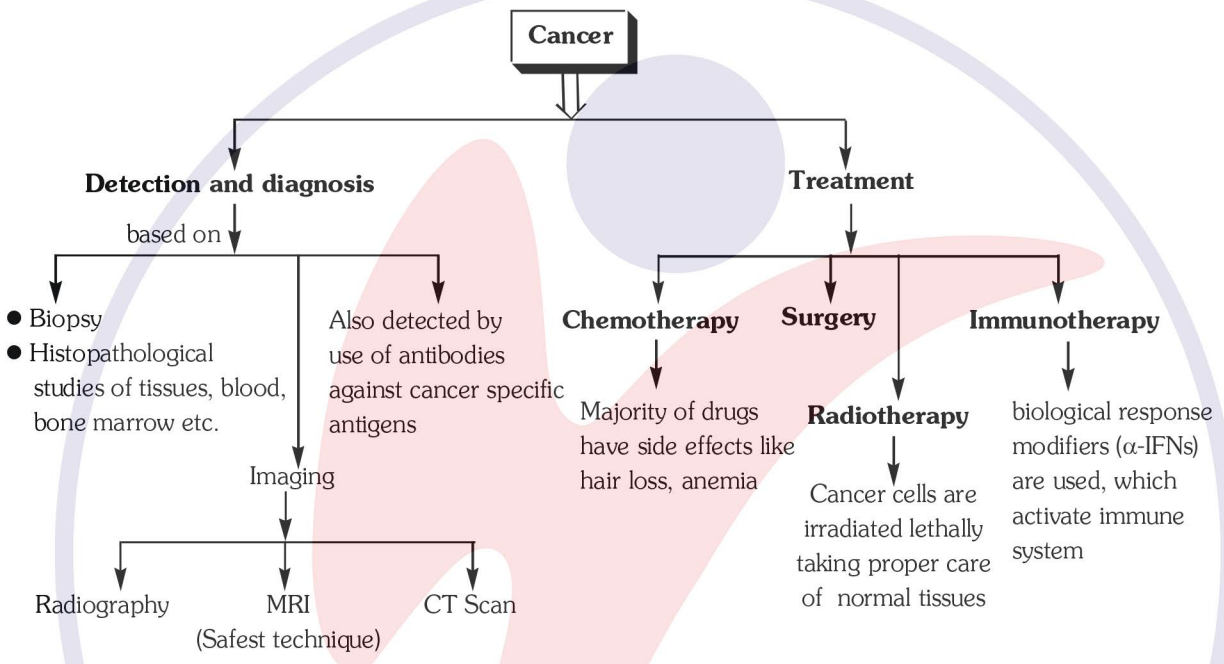 Cancer
Detection and diagnosis
based on
● Biopsy
● Histopathological
studies of tissues, blood,
bone marrow etc.
Imaging
Radiography
MRI
(Safest technique)
CT Scan
Also detected by
use of antibodies
against cancer specific
antigens
Treatment
Chemotherapy
Majority of drugs
have side effects like
hair loss, anemia
Surgery
Radiotherapy
Cancer cells are
irradiated lethally
taking proper care
of normal tissues
Immunotherapy
biological response
modifiers (α-IFNs)
are used, which
activate immune
system